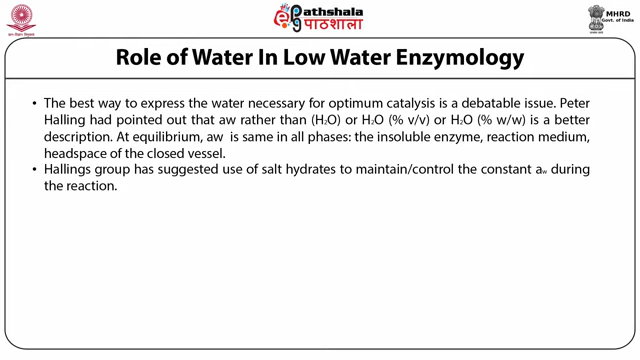 ePathshala
पाठशाला
MHRD
Govt. of India
Role of Water In Low Water Enzymology
• The best way to express the water necessary for optimum catalysis is a debatable issue. Peter
Halling had pointed out that aw rather than (H₂O) or H₂O (% v/v) or H₂O (% w/w) is a better
description. At equilibrium, aw is same in all phases: the insoluble enzyme, reaction medium,
headspace of the closed vessel.
• Hallings group has suggested use of salt hydrates to maintain/control the constant aw during
the reaction.